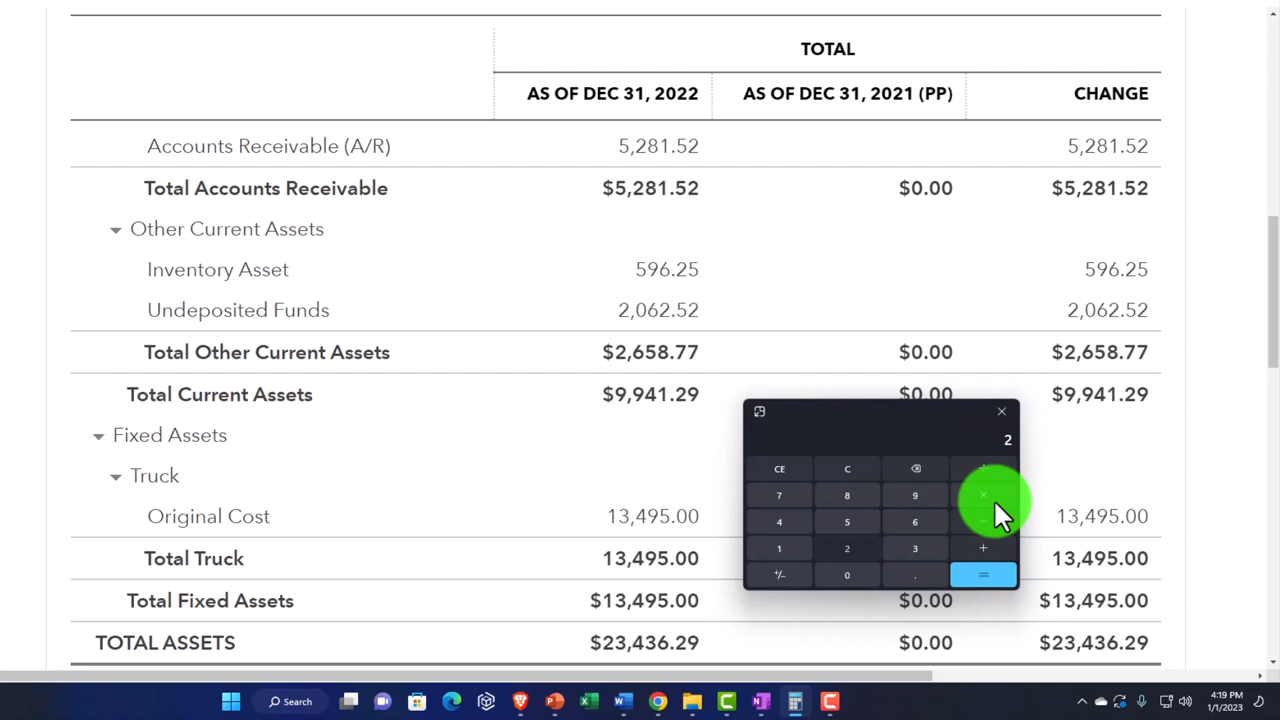 TOTAL
AS OF DEC 31, 2022 AS OF DEC 31, 2021 (PP) CHANGE
Accounts Receivable (A/R) 5,281.52 5,281.52
Total Accounts Receivable $5,281.52 $0.00 $5,281.52
Other Current Assets
Inventory Asset 596.25 596.25
Undeposited Funds 2,062.52 2,062.52
Total Other Current Assets $2,658.77 $0.00 $2,658.77
Total Current Assets $9,941.29 $0.00 $9,941.29
Fixed Assets
Truck
Original Cost 13,495.00 13,495.00
Total Truck 13,495.00 13,495.00
Total Fixed Assets $13,495.00 $0.00 $13,495.00
TOTAL ASSETS $23,436.29 $0.00 $23,436.29
2
CE C ÷
7 8 9 ×
4 5 6 −
1 2 3 +
+/− 0 . =
Search
4:19 PM
1/1/2023